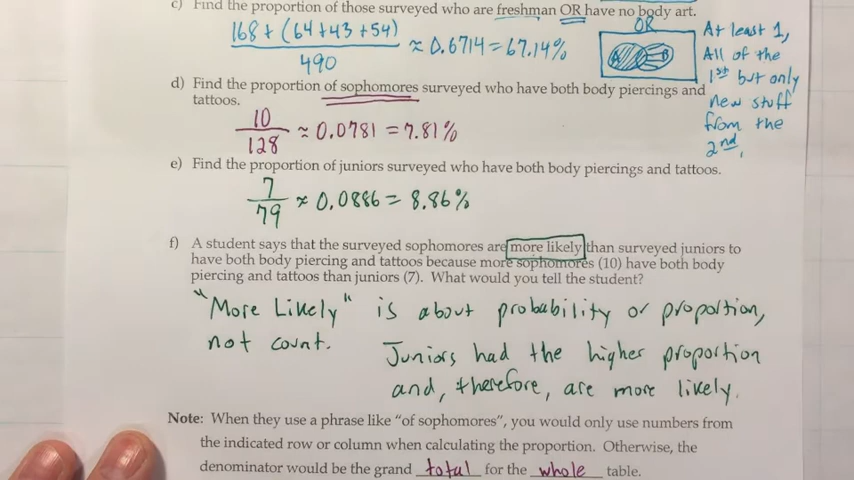 c) Find the proportion of those surveyed who are freshman OR have no body art.
168 + (64+43+54)
490
≈ 0.6714 = 67.14%
OR
A B
At least 1,
All of the
1st but only
new stuff
from the
2nd.
d) Find the proportion of sophomores surveyed who have both body piercings and
tattoos.
10
128
≈ 0.0781 = 7.81%
e) Find the proportion of juniors surveyed who have both body piercings and tattoos.
7
79
≈ 0.0886 = 8.86%
f) A student says that the surveyed sophomores are more likely than surveyed juniors to
have both body piercing and tattoos because more sophomores (10) have both body
piercing and tattoos than juniors (7). What would you tell the student?
"More Likely" is about probability or proportion,
not count. Juniors had the higher proportion
and, therefore, are more likely.
Note: When they use a phrase like "of sophomores", you would only use numbers from
the indicated row or column when calculating the proportion. Otherwise, the
denominator would be the grand total for the whole table.